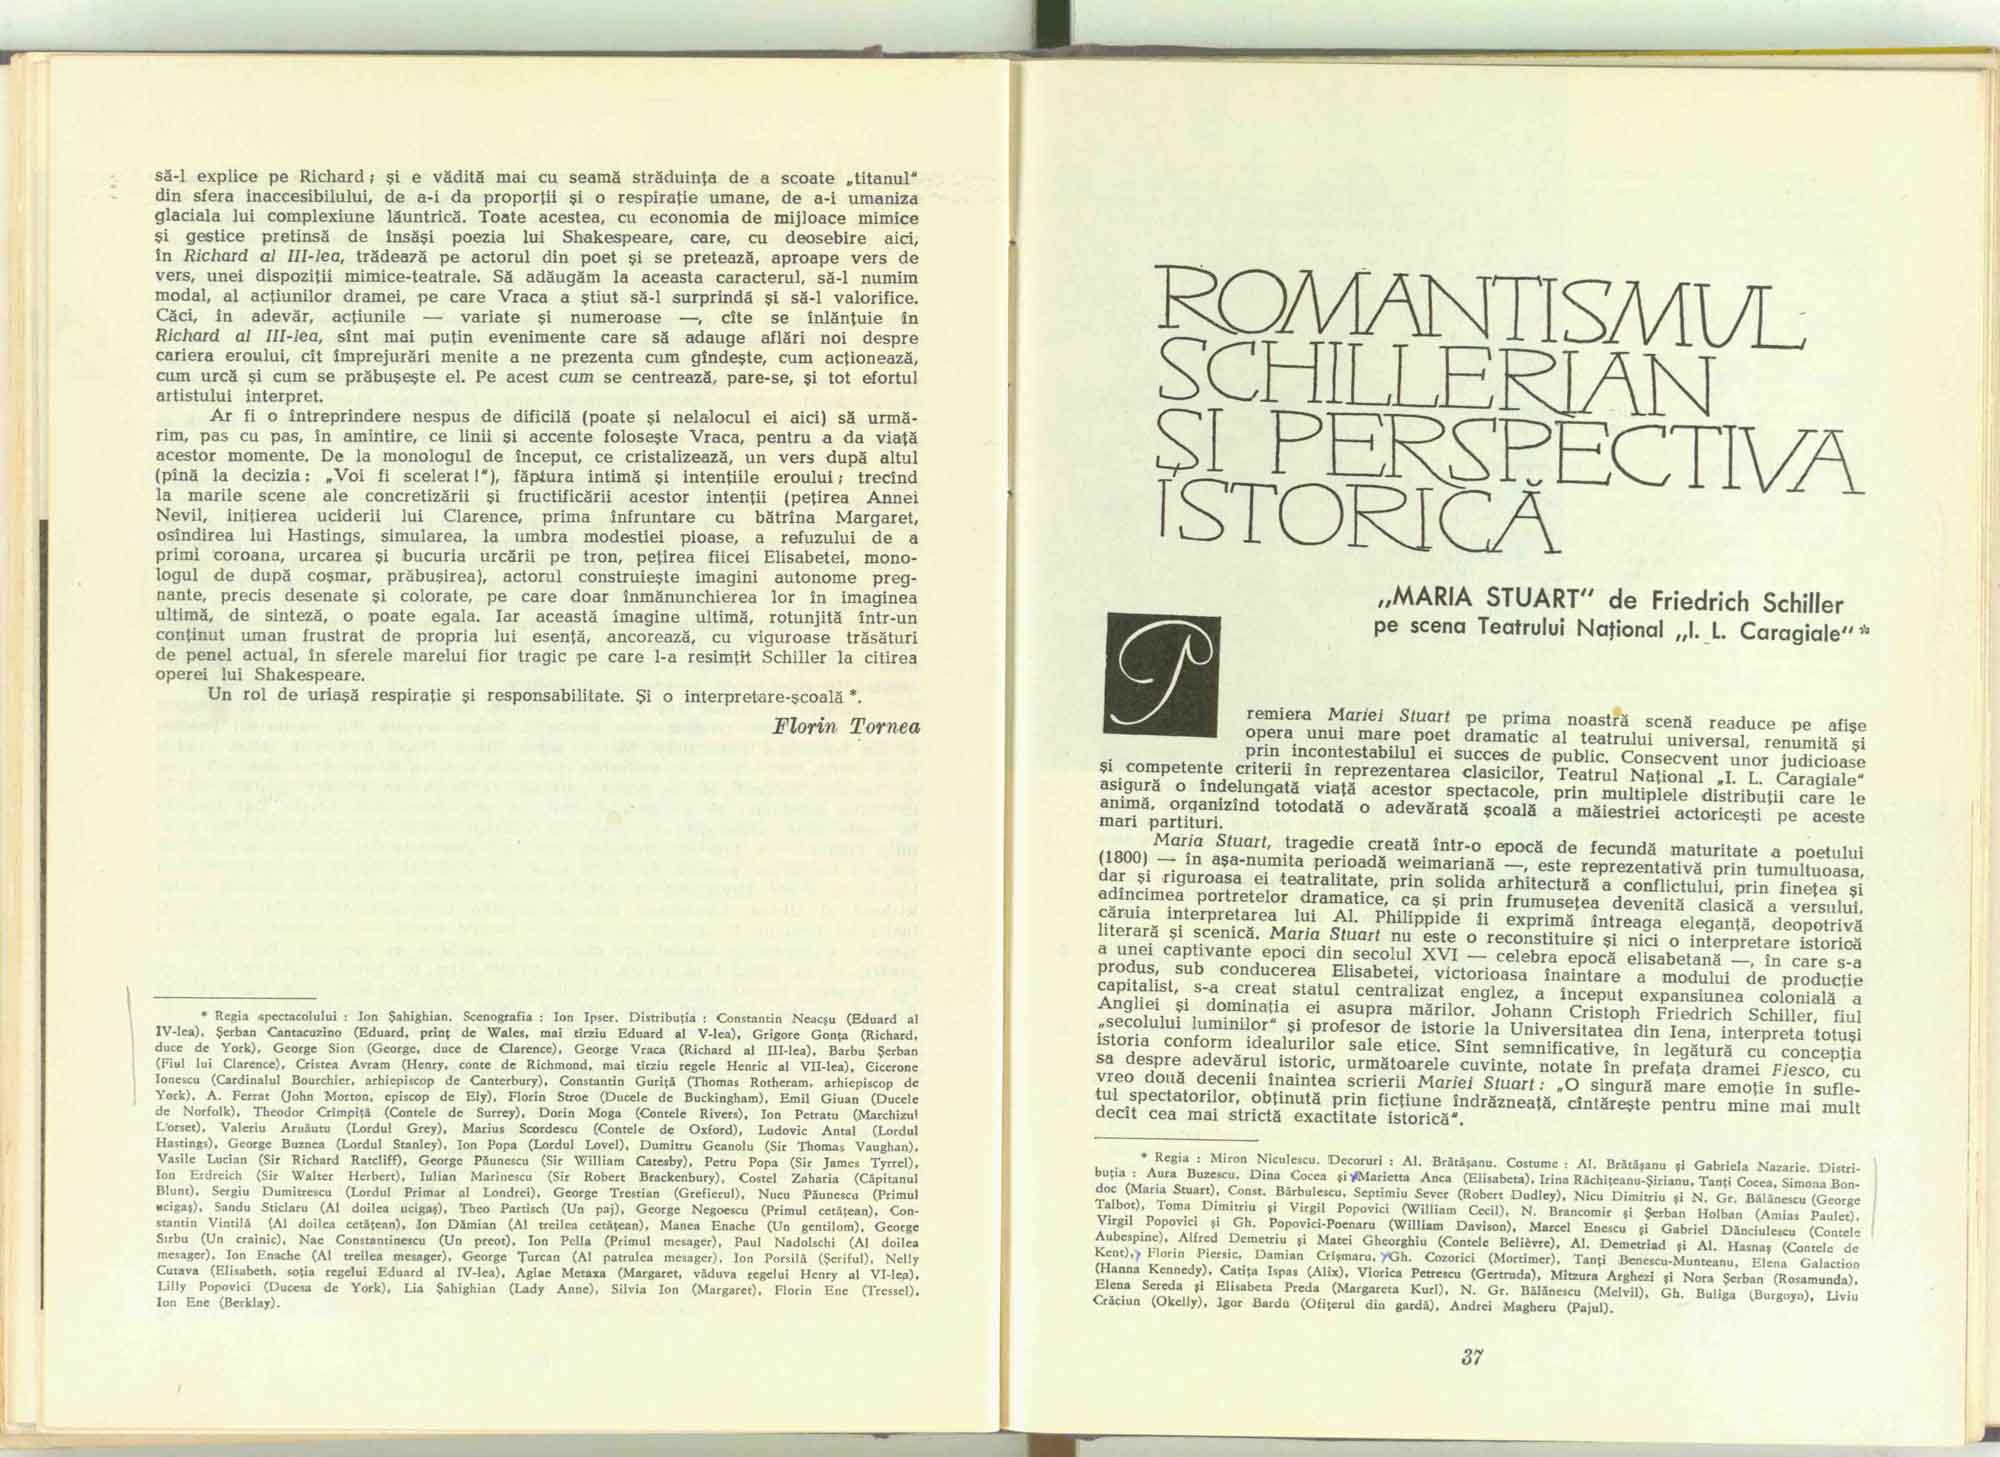 să-l explice pe Richard ; și e vădită mai cu seamă străduința de a scoate „titanul"
din sfera inaccesibilului, de a-i da proporții și o respirație umane, de a-i umaniza
glaciala lui complexiune lăuntrică. Toate acestea, cu economia de mijloace mimice
și gestice pretinsă de însăși poezia lui Shakespeare, care, cu deosebire aici,
în Richard al III-lea, trădează pe actorul din poet și se pretează, aproape vers de
vers, unei dispoziții mimice-teatrale. Să adăugăm la aceasta caracterul, să-l numim
modal, al acțiunilor dramei, pe care Vraca a știut să-l surprindă și să-l valorifice.
Căci, în adevăr, acțiunile — variate și numeroase —, cîte se înlănțuie în
Richard al III-lea, sînt mai puțin evenimente care să adauge aflări noi despre
cariera eroului, cît împrejurări menite a ne prezenta cum gîndește, cum acționează,
cum urcă și cum se prăbușește el. Pe acest cum se centrează, pare-se, și tot efortul
artistului interpret.
Ar fi o întreprindere nespus de dificilă (poate și nelalocul ei aici) să urmă-
rim, pas cu pas, în amintire, ce linii și accente folosește Vraca, pentru a da viață
acestor momente. De la monologul de început, ce cristalizează, un vers după altul
(pînă la decizia : „Voi fi scelerat !"), făptura intimă și intențiile eroului ; trecînd
la marile scene ale concretizării și fructificării acestor intenții (pețirea Annei
Nevil, inițierea uciderii lui Clarence, prima înfruntare cu bătrîna Margaret,
osîndirea lui Hastings, simularea, la umbra modestiei pioase, a refuzului de a
primi coroana, urcarea și bucuria urcării pe tron, pețirea fiicei Elisabetei, mono-
logul de după coșmar, prăbușirea), actorul construiește imagini autonome preg-
nante, precis desenate și colorate, pe care doar înmănunchierea lor în imaginea
ultimă, de sinteză, o poate egala. Iar această imagine ultimă, rotunjită într-un
conținut uman frustrat de propria lui esență, ancorează, cu viguroase trăsături
de penel actual, în sferele marelui fior tragic pe care l-a resimțit Schiller la citirea
operei lui Shakespeare.
Un rol de uriașă respirație și responsabilitate. Și o interpretare-școală *.
Florin Tornea
* Regia spectacolului : Ion Șahighian. Scenografia : Ion Ipser. Distribuția : Constantin Neacșu (Eduard al
IV-lea), Șerban Cantacuzino (Eduard, prinț de Wales, mai tîrziu Eduard al V-lea), Grigore Gonța (Richard,
duce de York), George Sion (George, duce de Clarence), George Vraca (Richard al III-lea), Barbu Șerban
(Fiul lui Clarence), Cristea Avram (Henry, conte de Richmond, mai tîrziu regele Henric al VII-lea), Cicerone
Ionescu (Cardinalul Bourchier, arhiepiscop de Canterbury), Constantin Guriță (Thomas Rotheram, arhiepiscop de
York), A. Ferrat (John Morton, episcop de Ely), Florin Stroe (Ducele de Buckingham), Emil Giuan (Ducele
de Norfolk), Theodor Crimpiță (Contele de Surrey), Dorin Moga (Contele Rivers), Ion Petratu (Marchizul
Dorset), Valeriu Arnăutu (Lordul Grey), Marius Scordescu (Contele de Oxford), Ludovic Antal (Lordul
Hastings), George Buznea (Lordul Stanley), Ion Popa (Lordul Lovel), Dumitru Geanolu (Sir Thomas Vaughan),
Vasile Lucian (Sir Richard Ratcliff), George Păunescu (Sir William Catesby), Petru Popa (Sir James Tyrrel),
Ion Erdreich (Sir Walter Herbert), Iulian Marinescu (Sir Robert Brackenbury), Costel Zaharia (Căpitanul
Blunt), Sergiu Dumitrescu (Lordul Primar al Londrei), George Trestian (Grefierul), Nucu Păunescu (Primul
ucigaș), Sandu Sticlaru (Al doilea ucigaș), Theo Partisch (Un paj), George Negoescu (Primul cetățean), Con-
stantin Vintilă (Al doilea cetățean), Ion Dămian (Al treilea cetățean), Manea Enache (Un gentilom), George
Sîrbu (Un crainic), Nae Constantinescu (Un preot), Ion Pella (Primul mesager), Paul Nadolschi (Al doilea
mesager), Ion Enache (Al treilea mesager), George Țurcan (Al patrulea mesager), Ion Porsilă (Șeriful), Nelly
Cutava (Elisabeth, soția regelui Eduard al IV-lea), Aglae Metaxa (Margaret, văduva regelui Henry al VI-lea),
Lilly Popovici (Ducesa de York), Lia Șahighian (Lady Anne), Silvia Ion (Margaret), Florin Ene (Tressel),
Ion Ene (Berklay).
ROMANTISMUL
SCHILLERIAN
ȘI PERSPECTIVA
ISTORICĂ
„MARIA STUART" de Friedrich Schiller
pe scena Teatrului Național „I. L. Caragiale" *
Premiera Mariei Stuart pe prima noastră scenă readuce pe afișe
opera unui mare poet dramatic al teatrului universal, renumită și
prin incontestabilul ei succes de public. Consecvent unor judicioase
și competente criterii în reprezentarea clasicilor, Teatrul Național „I. L. Caragiale"
asigură o îndelungată viață acestor spectacole, prin multiplele distribuții care le
animă, organizînd totodată o adevărată școală a măiestriei actoricești pe aceste
mari partituri.
Maria Stuart, tragedie creată într-o epocă de fecundă maturitate a poetului
(1800) — în așa-numita perioadă weimariană —, este reprezentativă prin tumultuoasa,
dar și riguroasa ei teatralitate, prin solida arhitectură a conflictului, prin finețea și
adîncimea portretelor dramatice, ca și prin frumusețea devenită clasică a versului,
căruia interpretarea lui Al. Philippide îi exprimă întreaga eleganță, deopotrivă
literară și scenică. Maria Stuart nu este o reconstituire și nici o interpretare istorică
a unei captivante epoci din secolul XVI — celebra epocă elisabetană —, în care s-a
produs, sub conducerea Elisabetei, victorioasa înaintare a modului de producție
capitalist, s-a creat statul centralizat englez, a început expansiunea colonială a
Angliei și dominația ei asupra mărilor. Johann Cristoph Friedrich Schiller, fiul
„secolului luminilor" și profesor de istorie la Universitatea din Iena, interpreta totuși
istoria conform idealurilor sale etice. Sînt semnificative, în legătură cu concepția
sa despre adevărul istoric, următoarele cuvinte, notate în prefața dramei Fiesco, cu
vreo două decenii înaintea scrierii Mariei Stuart : „O singură mare emoție în sufle-
tul spectatorilor, obținută prin ficțiune îndrăzneață, cîntărește pentru mine mai mult
decît cea mai strictă exactitate istorică".
* Regia : Miron Niculescu. Decoruri : Al. Brătășanu. Costume : Al. Brătășanu și Gabriela Nazarie. Distri-
buția : Aura Buzescu, Dina Cocea și Marietta Anca (Elisabeta), Irina Răchițeanu-Șirianu, Tanți Cocea, Simona Bon-
doc (Maria Stuart), Const. Bărbulescu, Septimiu Sever (Robert Dudley), Nicu Dimitriu și N. Gr. Bălănescu (George
Talbot), Toma Dimitriu și Virgil Popovici (William Cecil), N. Brancomir și Șerban Holban (Amias Paulet),
Virgil Popovici și Gh. Popovici-Poenaru (William Davison), Marcel Enescu și Gabriel Dănciulescu (Contele
Aubespine), Alfred Demetriu și Matei Gheorghiu (Contele Belièvre), Al. Demetriad și Al. Hasnaș (Contele de
Kent), Florin Piersic, Damian Crîșmaru, Gh. Cozorici (Mortimer), Tanți Benescu-Munteanu, Elena Galaction
(Hanna Kennedy), Catița Ispas (Alix), Viorica Petrescu (Gertruda), Mitzura Arghezi și Nora Șerban (Rosamunda),
Elena Sereda și Elisabeta Preda (Margareta Kurl), N. Gr. Bălănescu (Melvil), Gh. Buliga (Burgoyn), Liviu
Crăciun (Okelly), Igor Bardu (Ofițerul din gardă), Andrei Magheru (Pajul).
37